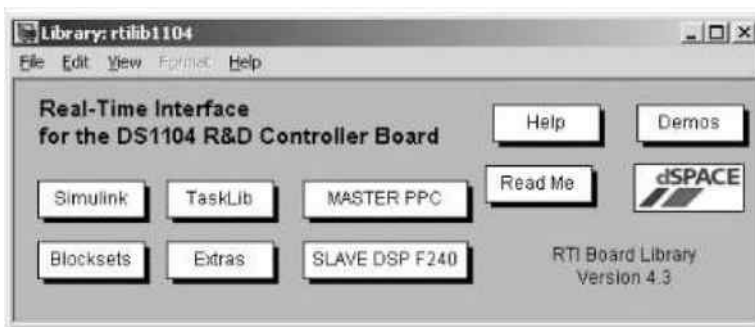 Library: rtilib1104
File Edit View Format Help
Real-Time Interface
for the DS1104 R&D Controller Board
Help
Demos
Simulink
TaskLib
MASTER PPC
Read Me
dSPACE
Blocksets
Extras
SLAVE DSP F240
RTI Board Library
Version 4.3